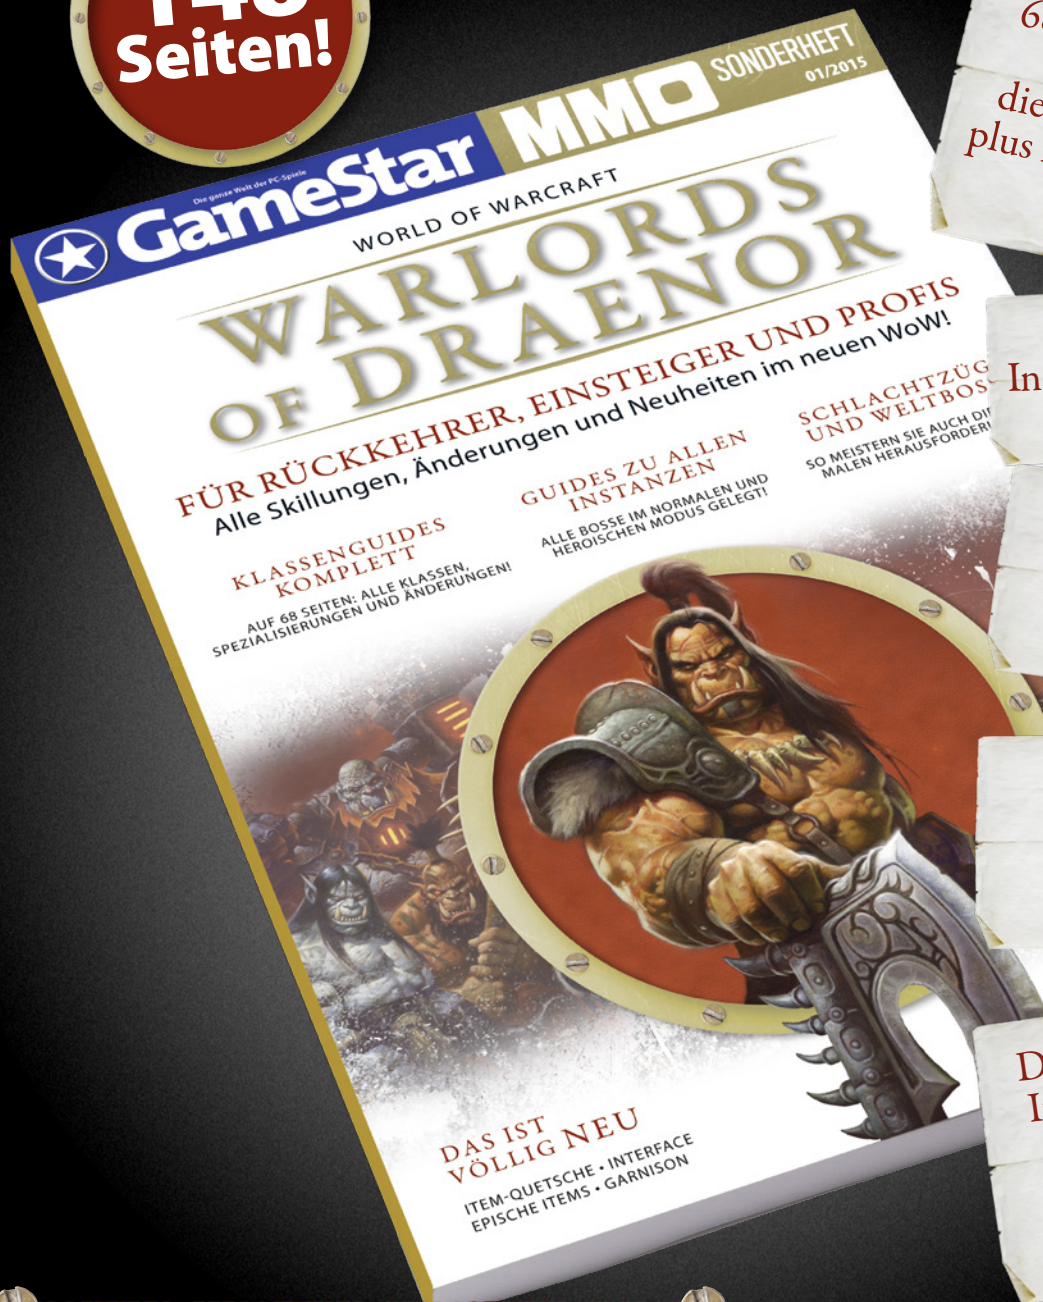 Seiten!
Die ganze Welt der PC-Spiele
GameStar
MMO
SONDERHEFT
01/2015
WORLD OF WARCRAFT
WARLORDS
OF DRAENOR
FÜR RÜCKKEHRER, EINSTEIGER UND PROFIS
Alle Skillungen, Änderungen und Neuheiten im neuen WoW!
KLASSENGUIDES
KOMPLETT
AUF 68 SEITEN: ALLE KLASSEN,
SPEZIALISIERUNGEN UND ÄNDERUNGEN!
GUIDES ZU ALLEN
INSTANZEN
ALLE BOSSE IM NORMALEN UND
HEROISCHEN MODUS GELEGT!
SCHLACHTZÜG
UND WELTBOS
SO MEISTERN SIE AUCH DI
MALEN HERAUSFORDER
DAS IST
VÖLLIG NEU
ITEM-QUETSCHE • INTERFACE
EPISCHE ITEMS • GARNISON
die
plus
In
D